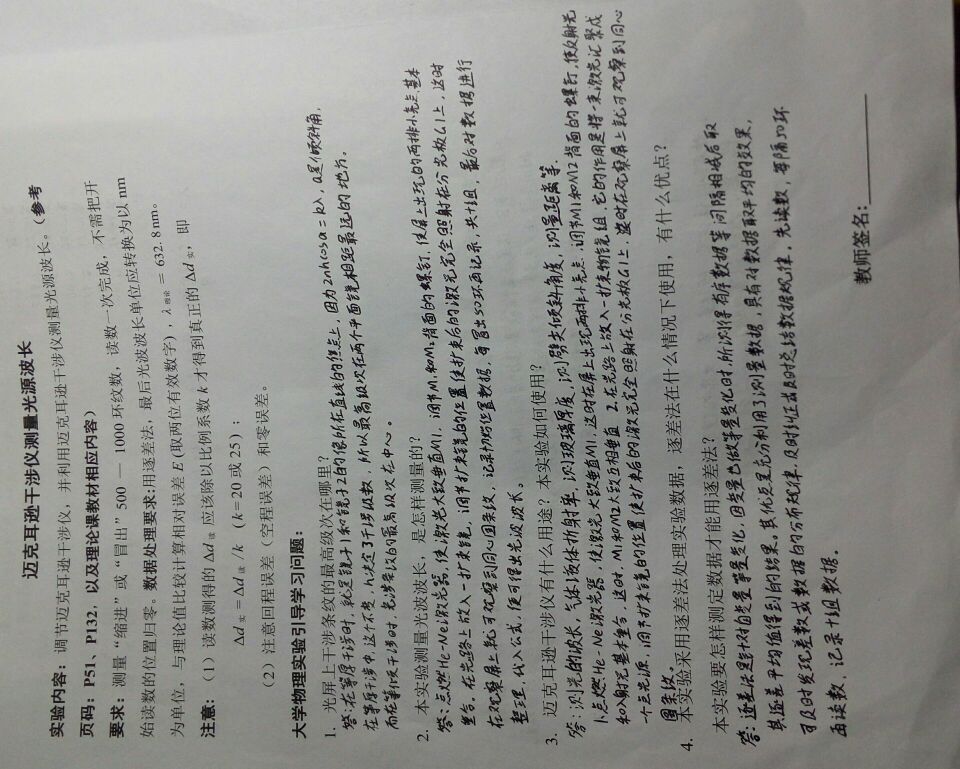 迈克耳逊干涉仪测量光源波长
实验内容：调节迈克耳逊干涉仪，并利用迈克耳逊干涉仪测量光源波长。（参考
页码：P51、P132，以及理论课教材相应内容）
要求：测量“缩进”或“冒出”500 — 1000环纹数，读数一次完成，不需把开
始读数的位置归零。数据处理要求:用逐差法，最后光波波长单位应转换为以 nm
为单位，与理论值比较计算相对误差 E (取两位有效数字)，λ理论 = 632.8nm。
注意:（1）读数测得的 Δd读 应该除以比例系数 k 才得到真正的 Δd实，即
Δd实=Δd读/k （k=20 或 25）；
（2）注意回程误差（空程误差）和零误差。
大学物理实验引导学习问题：
1. 光屏上干涉条纹的最高级次在哪里？
答:在等厚干涉时，就是镜子1和镜子2的像所在直线的焦点上，因为2nhcosα=kλ，α是倾斜角，
在等厚干涉中，这个不变，h决定了干涉级数，所以最高级次在两个平面镜相距最远的地方。
而在等倾干涉时，条纹的最高级次在中心。
2. 本实验测量光波波长，是怎样测量的？
答:点燃He-Ne激光器，使激光大致垂直M1，调节M1和M2背面的螺钉，使屏上出现的两排小亮点基本
重合。在光路上放入一扩束镜，调节扩束镜的位置使扩束后的激光完全照射在分光板G1上，这时
在观察屏上就可观察到同心圆条纹，记录初始位置数据，每冒出50环再记录，共十组，最后对数据进行
整理，代入公式，便可得出光波波长。
3. 迈克耳逊干涉仪有什么用途？本实验如何使用？
答:测光的波长，气体液体折射率，测玻璃厚度，测劈尖倾斜角度，测量距离等.
1.点燃He-Ne激光器，使激光大致垂直M1，这时在屏上出现两排小亮点.调节M1和M2背面的螺钉，使反射光
和入射光基本重合，这时，M1和M2大致互相垂直 2.在光路上放入一扩束物镜组，它的作用是将一束激光汇聚成
一个点光源，调节扩束镜的位置使扩束后的激光完全照射在分光板G1上，这时在观察屏上就可观察到同心
圆条纹。
4. 本实验采用逐差法处理实验数据，逐差法在什么情况下使用，有什么优点？
本实验要怎样测定数据才能用逐差法？
答:逐差法是针对自变量等量变化，因变量也做等量变化时，所测得有序数据等间隔相减后取
其逐差平均值得到的结果。其优点是充分利用了测量数据，具有对数据取平均的效果，
可及时发现差数或数据的分布规律，及时纠正或及时总结数据规律。先读数，每隔50环
再读数，记录十组数据。
教师签名: